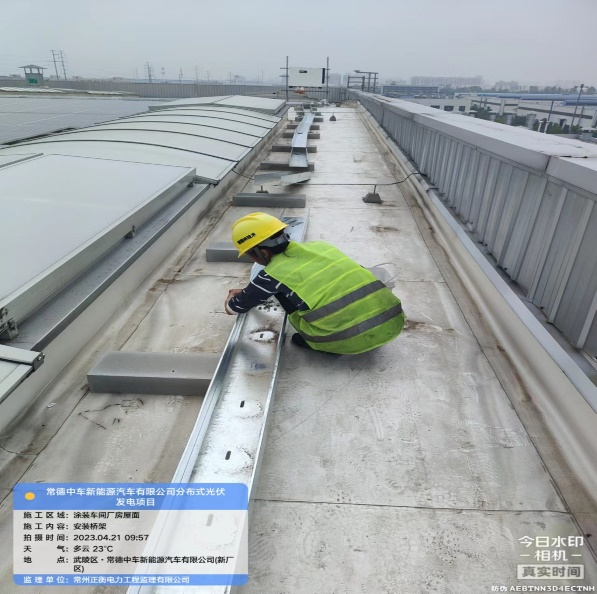 常德中车新能源汽车有限公司分布式光伏
发电项目
施工区域：涂装车间厂房屋面
施工内容：安装桥架
拍摄时间：2023.04.21 09:57
天气：多云 23℃
地点：武陵区·常德中车新能源汽车有限公司(新厂
区)
监理单位：常州正衡电力工程监理有限公司
今日水印
-相机-
真实时间
防伪 AEBTNN3D4ECTNH